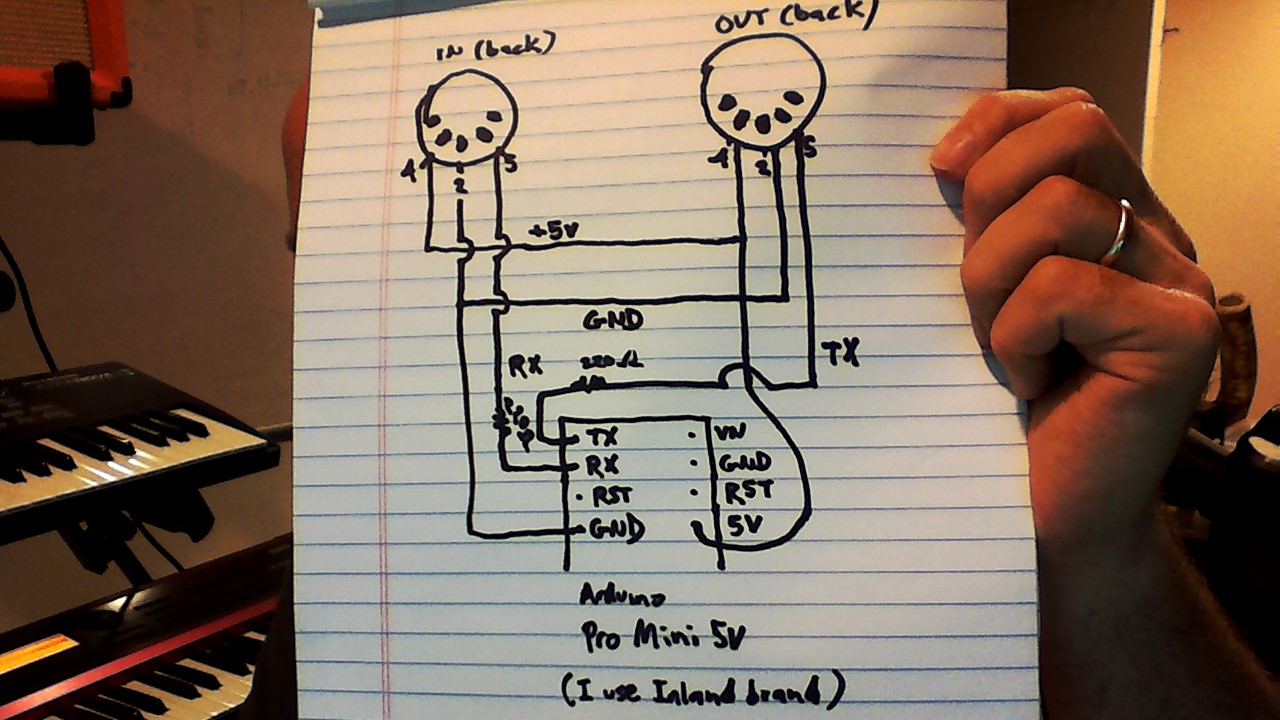 IN (back)
OUT (back)
4 2 5
4 2 5
+5V
GND
RX
220Ω
TX
TX
RX
RST
GND
VIN
GND
RST
5V
Arduino
Pro Mini 5V
(I use Inland brand)